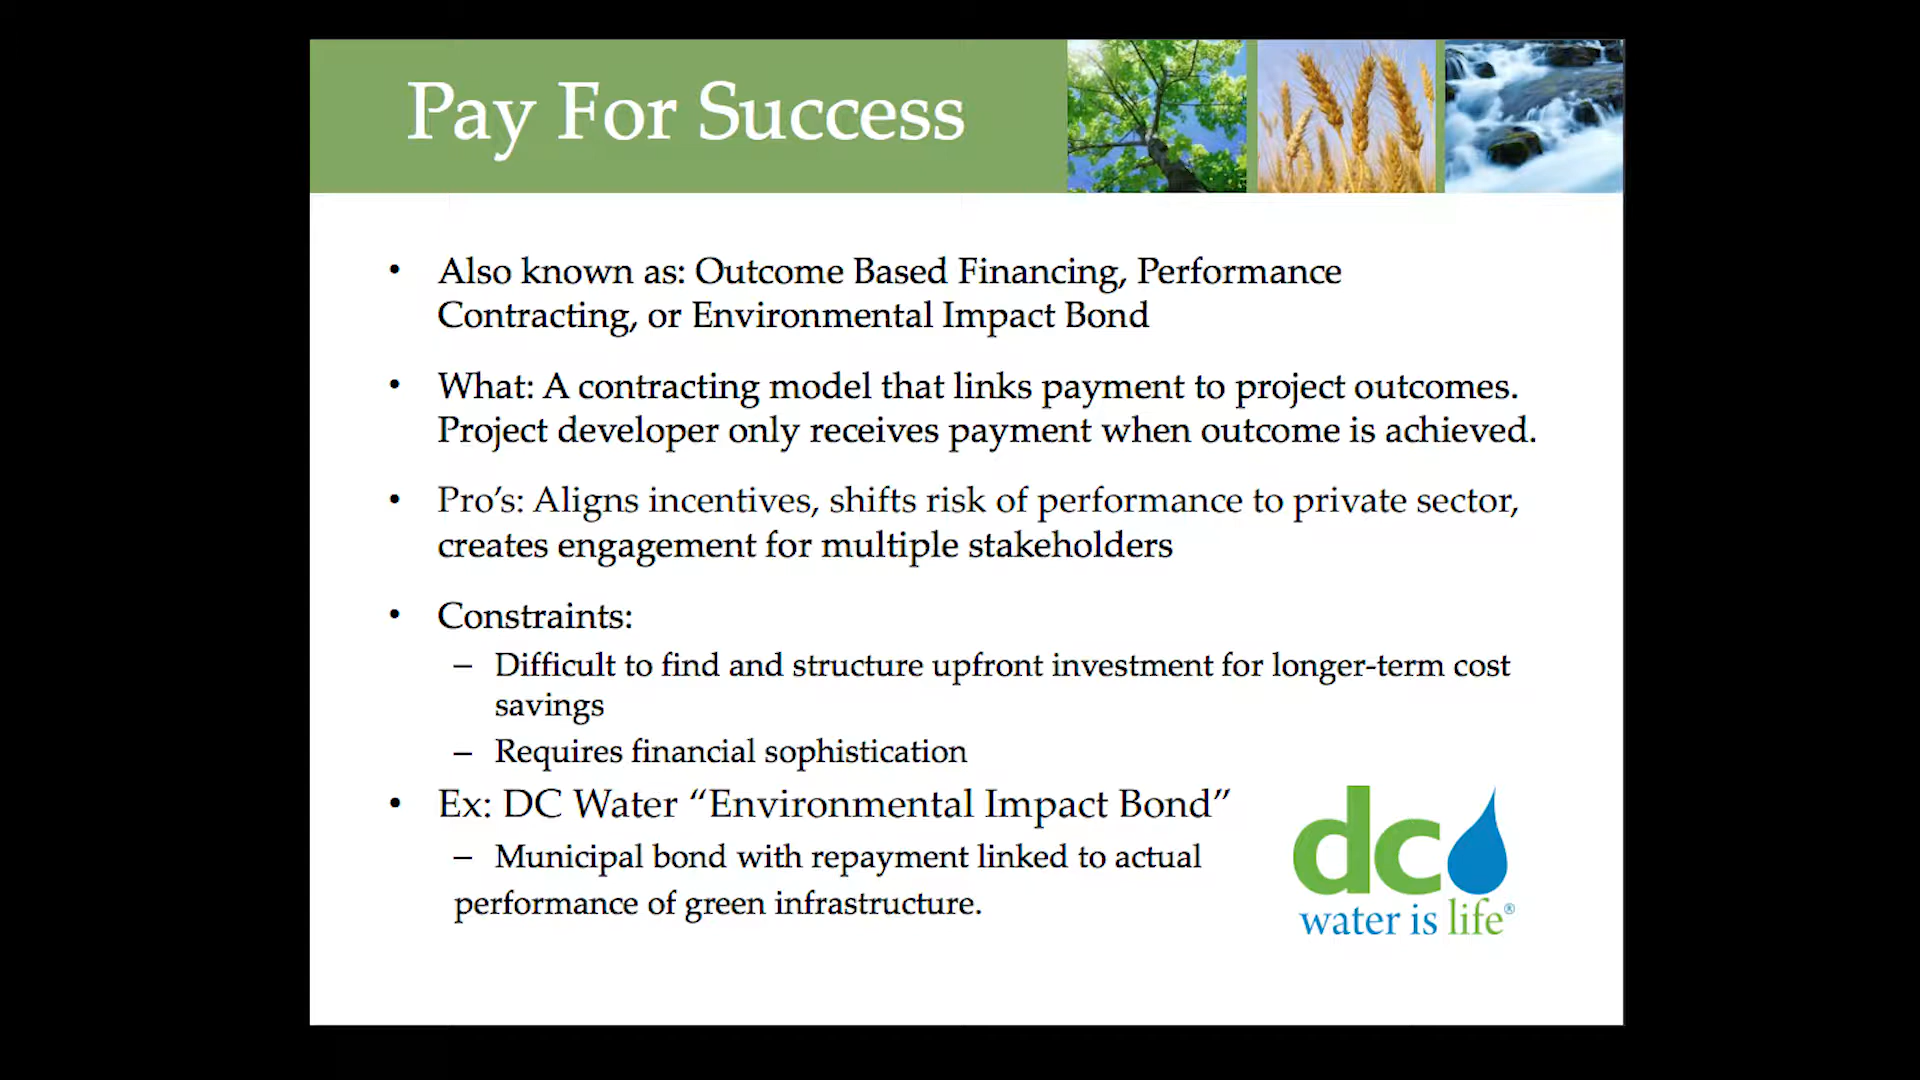 Pay For Success
• Also known as: Outcome Based Financing, Performance
Contracting, or Environmental Impact Bond
• What: A contracting model that links payment to project outcomes.
Project developer only receives payment when outcome is achieved.
• Pro’s: Aligns incentives, shifts risk of performance to private sector,
creates engagement for multiple stakeholders
• Constraints:
– Difficult to find and structure upfront investment for longer-term cost
savings
– Requires financial sophistication
• Ex: DC Water “Environmental Impact Bond”
– Municipal bond with repayment linked to actual
performance of green infrastructure.
dc
water is life®